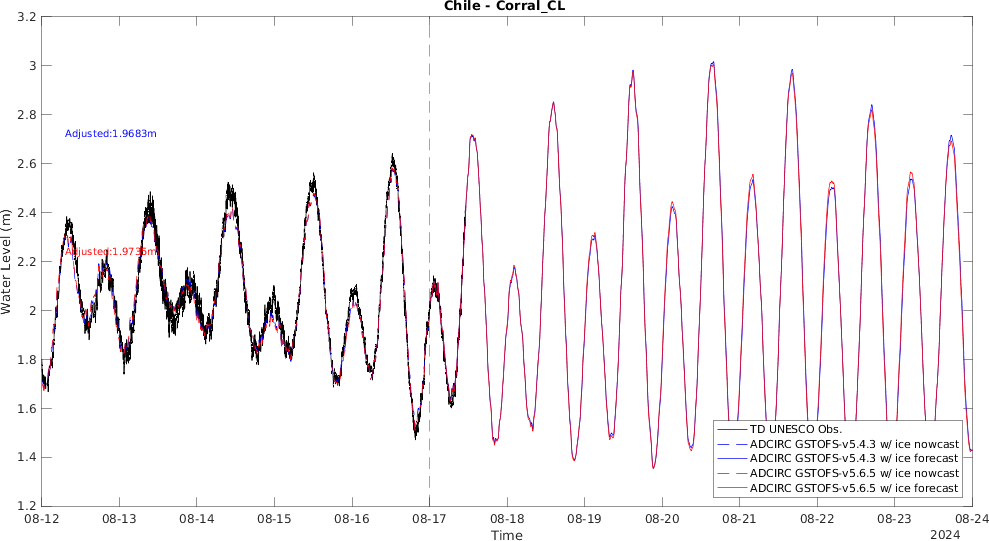 Chile - Corral_CL
3.2
3
2.8
2.6
2.4
2.2
2
1.8
1.6
1.4
1.2
Water Level (m)
Adjusted:1.9683m
Adjusted:1.9736m
TD UNESCO Obs.
ADCIRC GSTOFS-v5.4.3 w/ ice nowcast
ADCIRC GSTOFS-v5.4.3 w/ ice forecast
ADCIRC GSTOFS-v5.6.5 w/ ice nowcast
ADCIRC GSTOFS-v5.6.5 w/ ice forecast
08-12 08-13 08-14 08-15 08-16 08-17 08-18 08-19 08-20 08-21 08-22 08-23 08-24
Time
2024